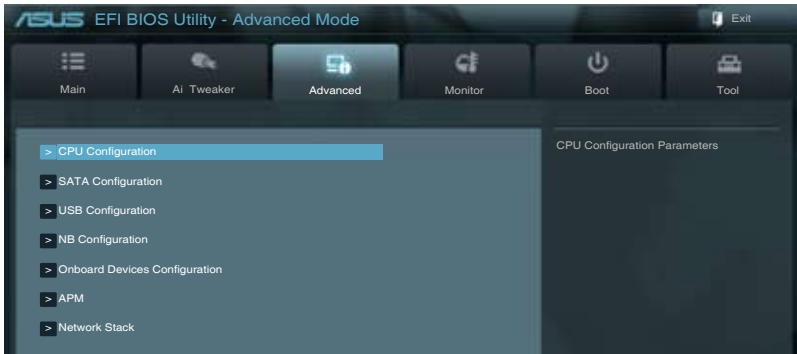 ASUS EFI BIOS Utility - Advanced Mode
Exit
Main Ai Tweaker Advanced Monitor Boot Tool
> CPU Configuration
CPU Configuration Parameters
> SATA Configuration
> USB Configuration
> NB Configuration
> Onboard Devices Configuration
> APM
> Network Stack